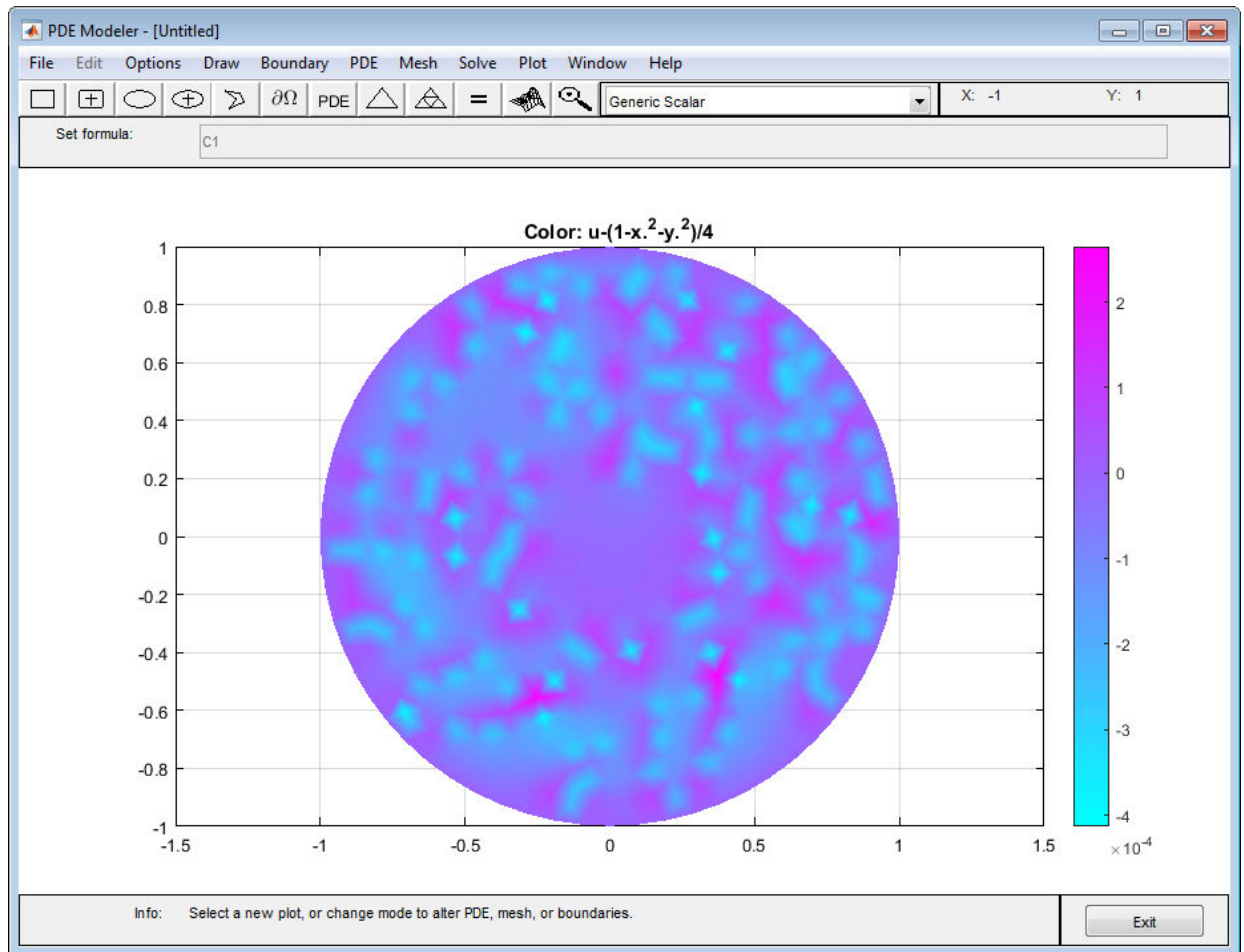 PDE Modeler - [Untitled]
File Edit Options Draw Boundary PDE Mesh Solve Plot Window Help
∂Ω PDE = Generic Scalar X: -1 Y: 1
Set formula: C1
Color: u-(1-x.²-y.²)/4
1
0.8
0.6
0.4
0.2
0
-0.2
-0.4
-0.6
-0.8
-1
-1.5 -1 -0.5 0 0.5 1 1.5
2
1
0
-1
-2
-3
-4
×10⁻⁴
Info: Select a new plot, or change mode to alter PDE, mesh, or boundaries.
Exit